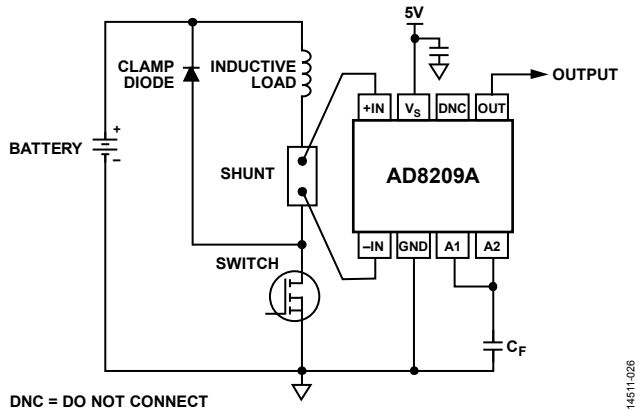 5V
CLAMP
DIODE
INDUCTIVE
LOAD
OUTPUT
+IN
VS
DNC
OUT
+
BATTERY
–
SHUNT
AD8209A
–IN
GND
A1
A2
SWITCH
CF
DNC = DO NOT CONNECT
14511-026